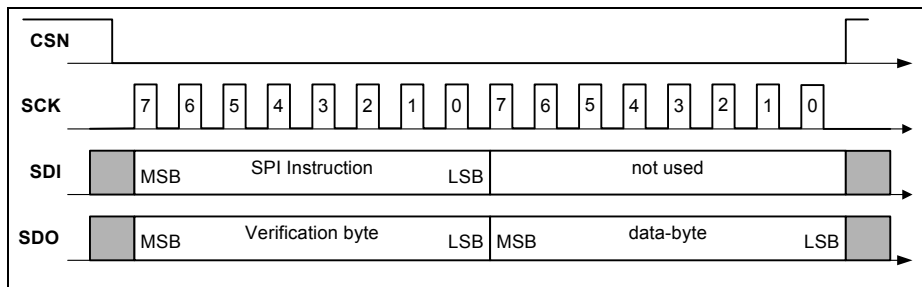 CSN
SCK 7 6 5 4 3 2 1 0 7 6 5 4 3 2 1 0
SDI MSB SPI Instruction LSB not used
SDO MSB Verification byte LSB MSB data-byte LSB